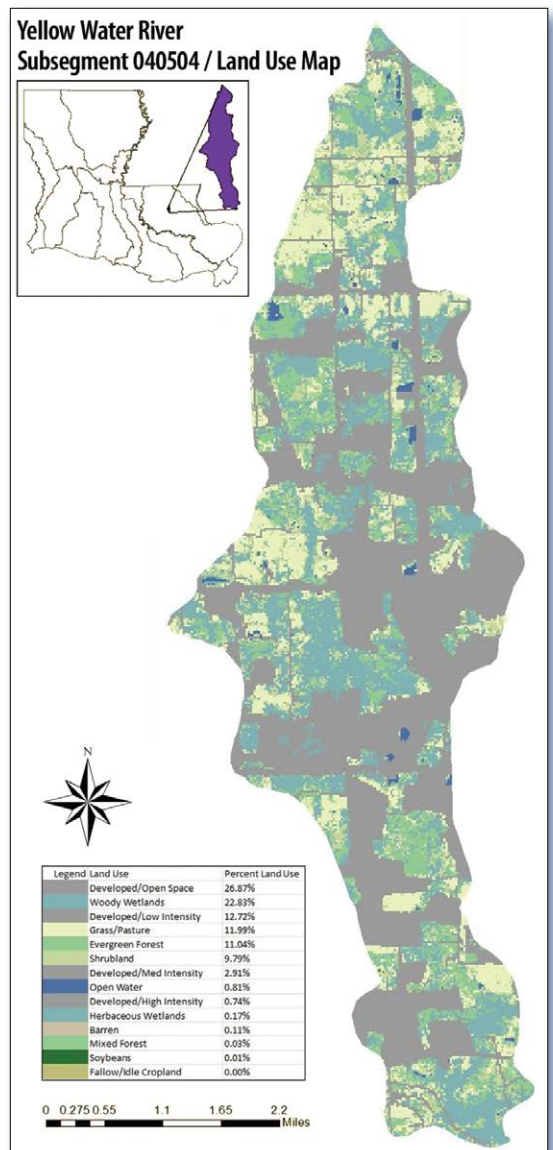 Yellow Water River
Subsegment 040504 / Land Use Map
N
Legend Land Use Percent Land Use
Developed/Open Space 26.87%
Woody Wetlands 22.83%
Developed/Low Intensity 12.72%
Grass/Pasture 11.99%
Evergreen Forest 11.04%
Shrubland 9.79%
Developed/Med Intensity 2.91%
Open Water 0.81%
Developed/High Intensity 0.74%
Herbaceous Wetlands 0.17%
Barren 0.11%
Mixed Forest 0.03%
Soybeans 0.01%
Fallow/Idle Cropland 0.00%
0 0.275 0.55 1.1 1.65 2.2
Miles